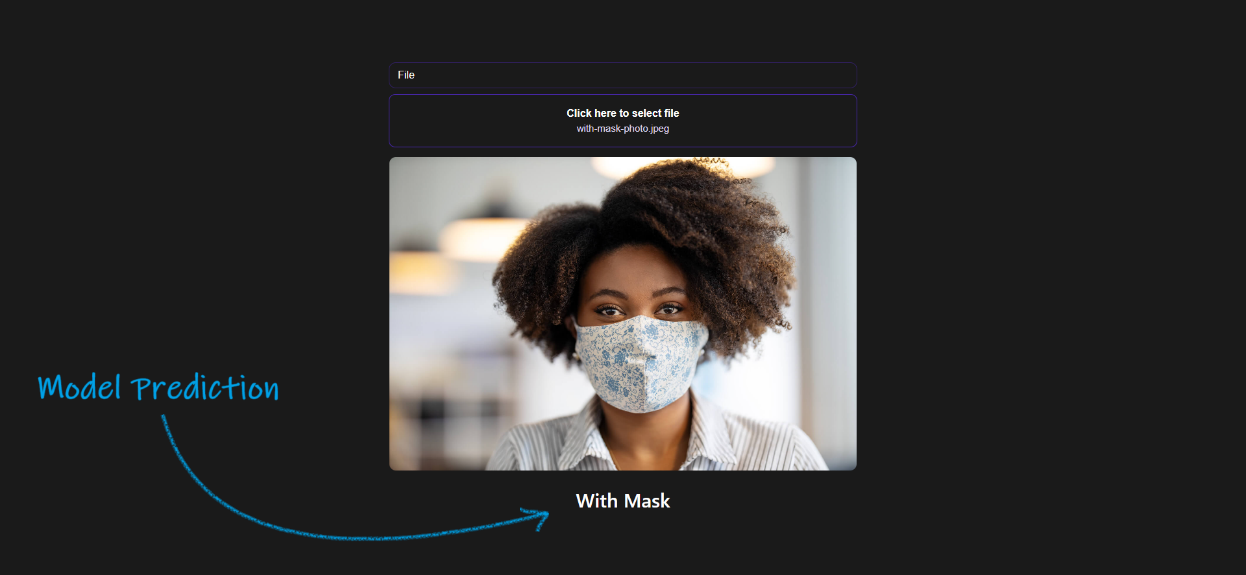 File
Click here to select file
with-mask-photo.jpeg
Model Prediction
With Mask